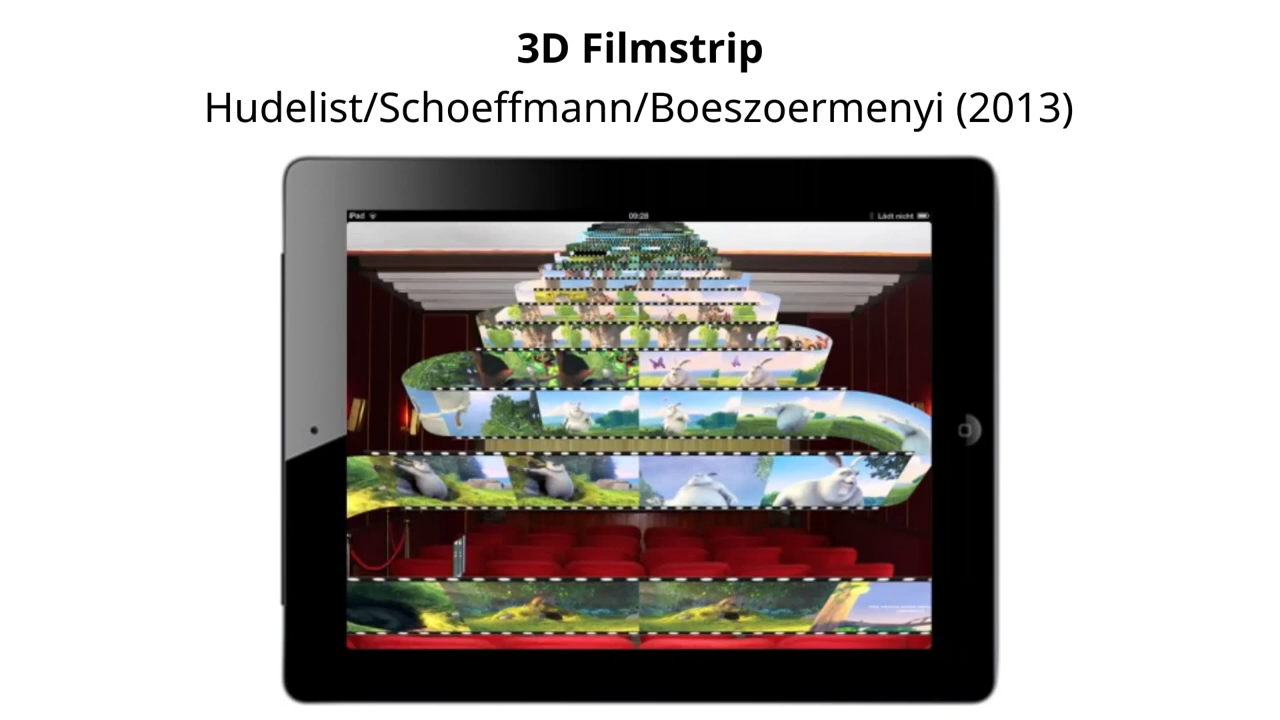 3D Filmstrip
Hudelist/Schoeffmann/Boeszoermenyi (2013)
iPad 09:28 Lädt nicht